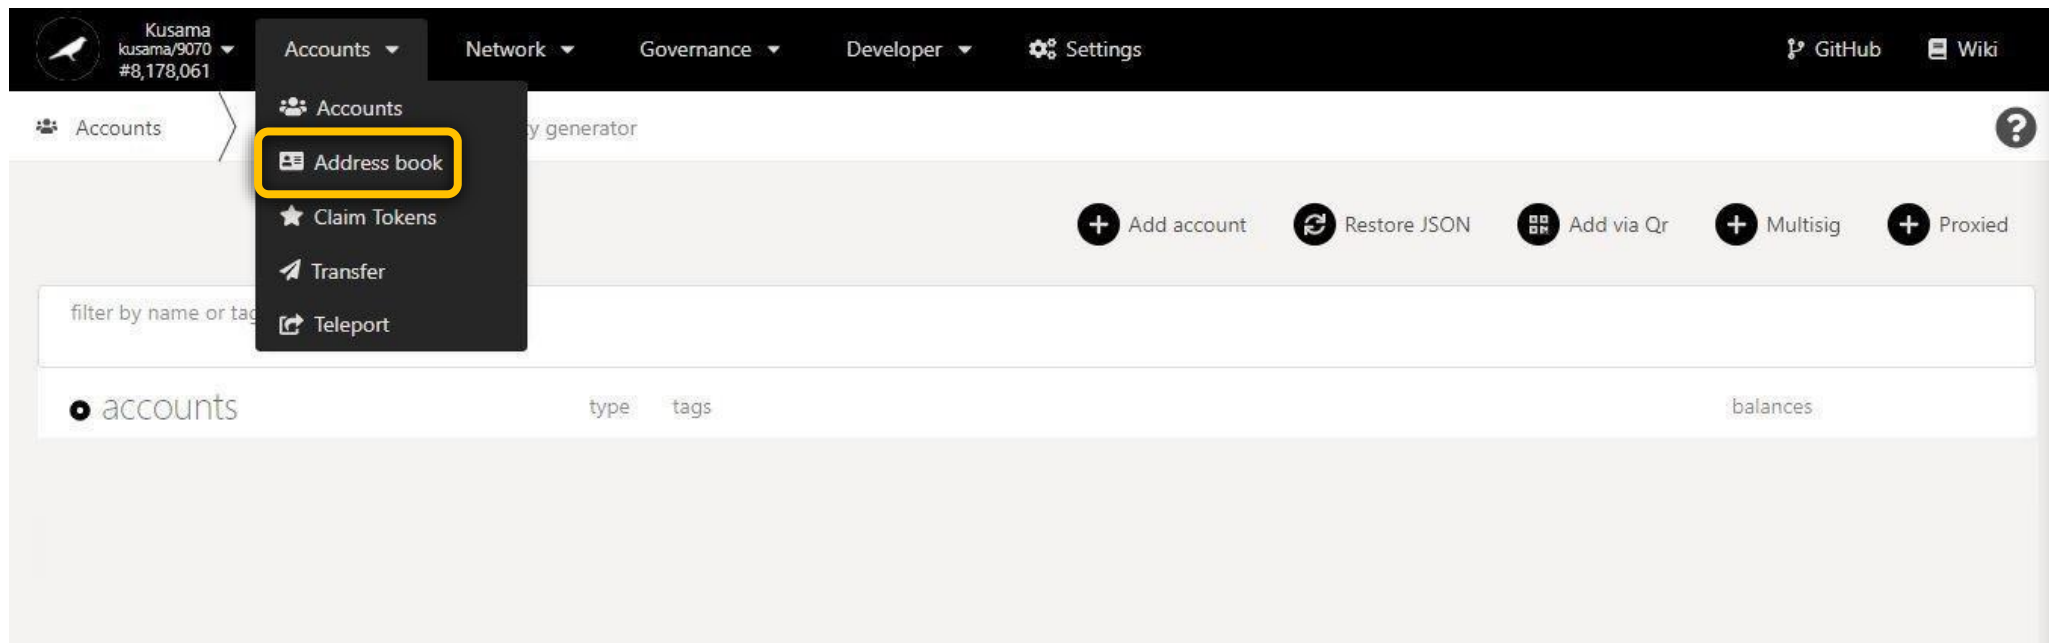 Kusama
kusama/9070
#8,178,061
Accounts
Network
Governance
Developer
Settings
GitHub
Wiki
Accounts
Address book
Claim Tokens
Transfer
Teleport
Accounts
generator
Add account
Restore JSON
Add via Qr
Multisig
Proxied
filter by name or
accounts
type
tags
balances